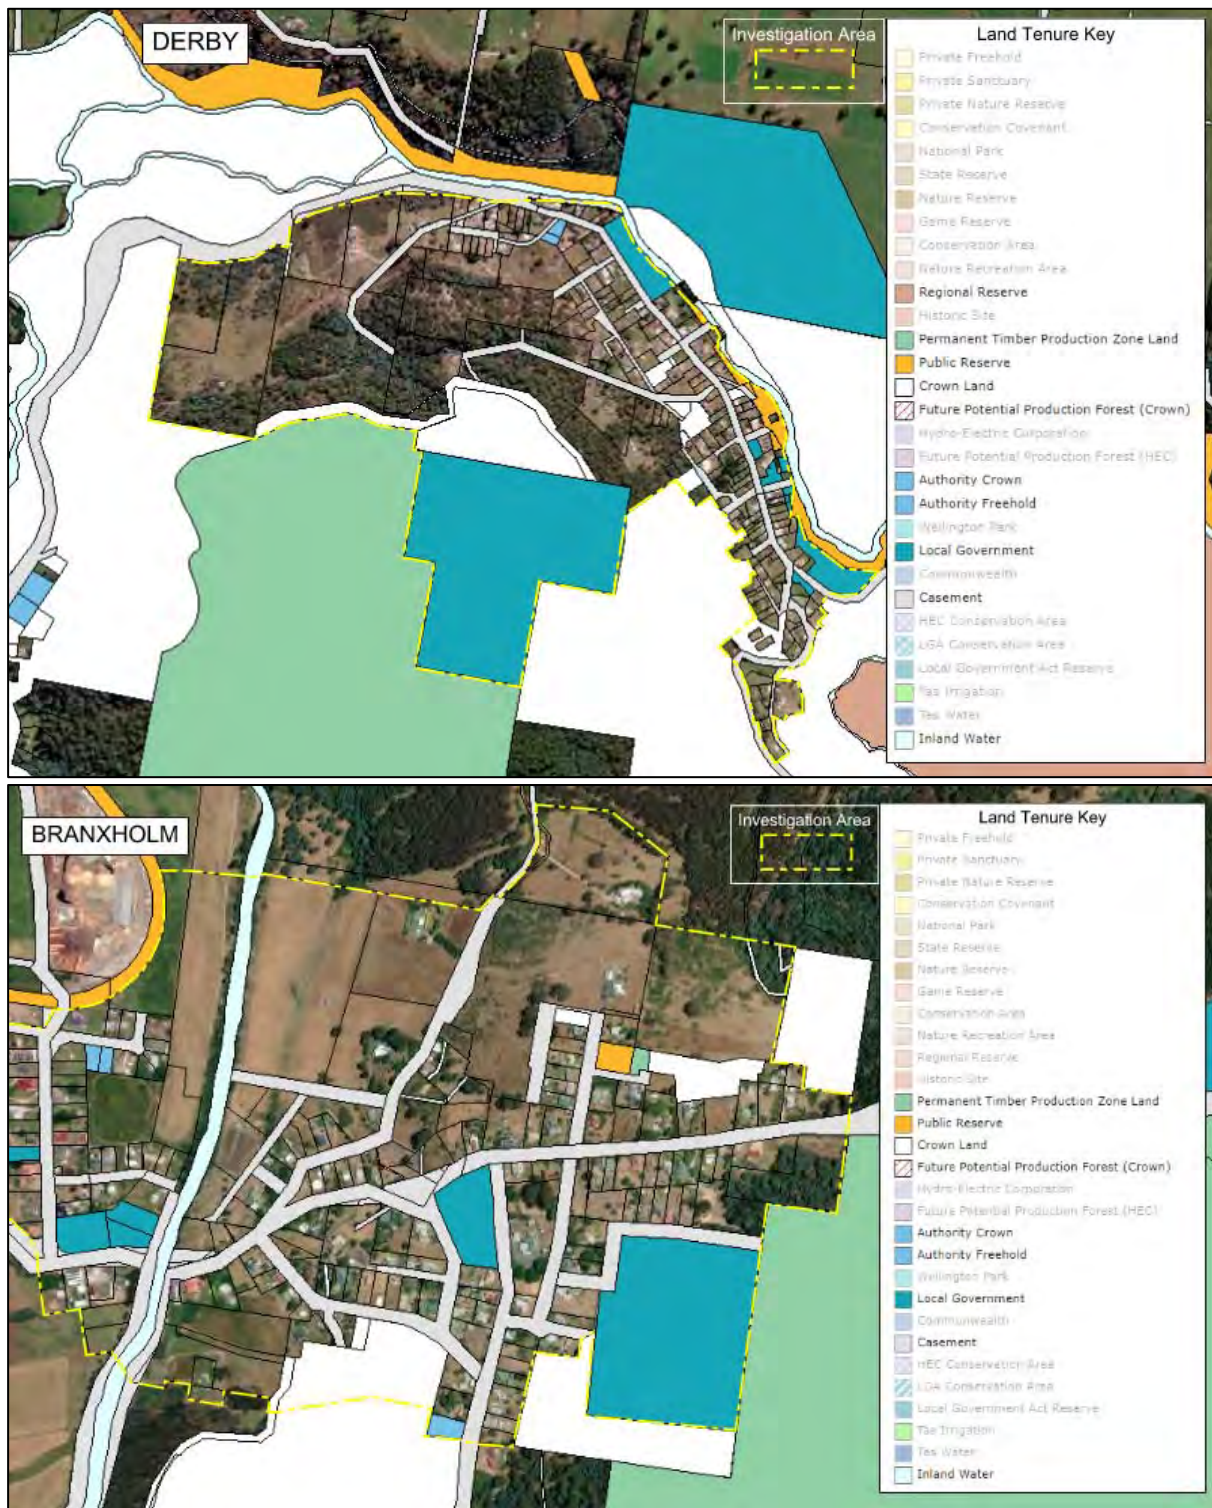 DERBY
Investigation Area
Land Tenure Key
Private Freehold
Private Sanctuary
Private Nature Reserve
Conservation Covenant
National Park
State Reserve
Nature Reserve
Game Reserve
Conservation Area
Nature Recreation Area
Regional Reserve
Historic Site
Permanent Timber Production Zone Land
Public Reserve
Crown Land
Future Potential Production Forest (Crown)
Hydro-Electric Corporation
Future Potential Production Forest (HEC)
Authority Crown
Authority Freehold
Wellington Park
Local Government
Commonwealth
Casement
HEC Conservation Area
LGA Conservation Area
Local Government Act Reserve
Tas Irrigation
Tas Water
Inland Water
BRANXHOLM
Investigation Area
Land Tenure Key
Private Freehold
Private Sanctuary
Private Nature Reserve
Conservation Covenant
National Park
State Reserve
Nature Reserve
Game Reserve
Conservation Area
Nature Recreation Area
Regional Reserve
Historic Site
Permanent Timber Production Zone Land
Public Reserve
Crown Land
Future Potential Production Forest (Crown)
Hydro-Electric Corporation
Future Potential Production Forest (HEC)
Authority Crown
Authority Freehold
Wellington Park
Local Government
Commonwealth
Casement
HEC Conservation Area
LGA Conservation Area
Local Government Act Reserve
Tas Irrigation
Tas Water
Inland Water